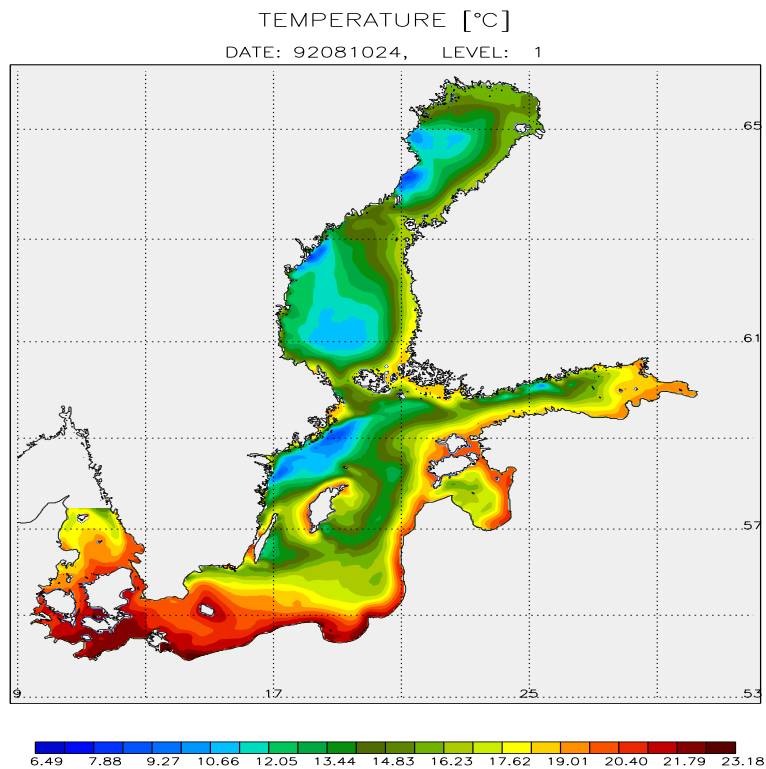 TEMPERATURE [°C]
DATE: 92081024, LEVEL: 1
65
61
57
9 17 25 53
6.49 7.88 9.27 10.66 12.05 13.44 14.83 16.23 17.62 19.01 20.40 21.79 23.18